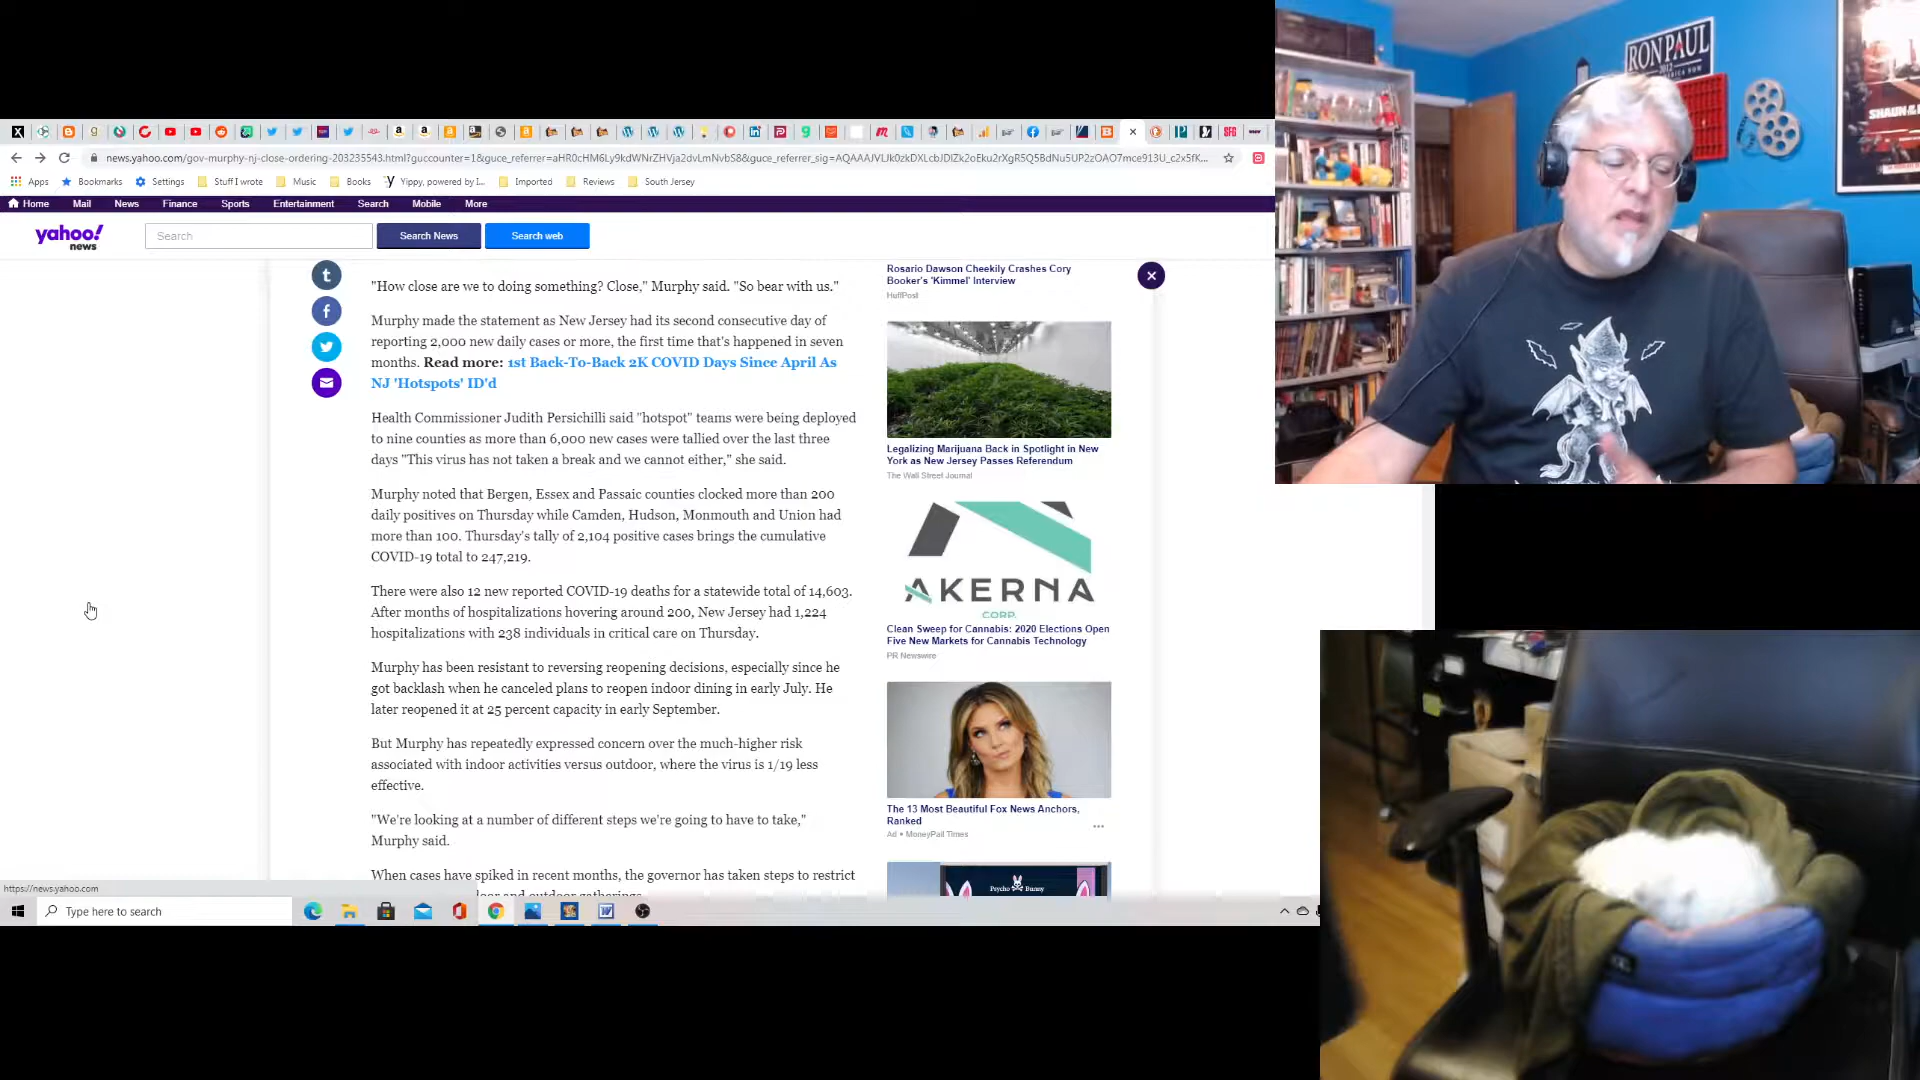 RON PAUL
2012
news.yahoo.com/gov-murphy-nj-close-ordering-203235543.html?guccounter=1&guce_referrer=
Apps Bookmarks Settings Stuff I wrote Music Books Yippy, powered by I... Imported Reviews South Jersey
Home Mail News Finance Sports Entertainment Search Mobile More
yahoo!
news
Search
Search News
Search web
"How close are we to doing something? Close," Murphy said. "So bear with us."
Murphy made the statement as New Jersey had its second consecutive day of
reporting 2,000 new daily cases or more, the first time that's happened in seven
months. Read more: 1st Back-To-Back 2K COVID Days Since April As
NJ 'Hotspots' ID'd
Health Commissioner Judith Persichilli said "hotspot" teams were being deployed
to nine counties as more than 6,000 new cases were tallied over the last three
days "This virus has not taken a break and we cannot either," she said.
Murphy noted that Bergen, Essex and Passaic counties clocked more than 200
daily positives on Thursday while Camden, Hudson, Monmouth and Union had
more than 100. Thursday's tally of 2,104 positive cases brings the cumulative
COVID-19 total to 247,219.
There were also 12 new reported COVID-19 deaths for a statewide total of 14,603.
After months of hospitalizations hovering around 200, New Jersey had 1,224
hospitalizations with 238 individuals in critical care on Thursday.
Murphy has been resistant to reversing reopening decisions, especially since he
got backlash when he canceled plans to reopen indoor dining in early July. He
later reopened it at 25 percent capacity in early September.
But Murphy has repeatedly expressed concern over the much-higher risk
associated with indoor activities versus outdoor, where the virus is 1/19 less
effective.
"We're looking at a number of different steps we're going to have to take,"
Murphy said.
When cases have spiked in recent months, the governor has taken steps to restrict
Rosario Dawson Cheekily Crashes Cory
Booker's 'Kimmel' Interview
HuffPost
Legalizing Marijuana Back in Spotlight in New
York as New Jersey Passes Referendum
The Wall Street Journal
AKERNA
CORP.
Clean Sweep for Cannabis: 2020 Elections Open
Five New Markets for Cannabis Technology
PR Newswire
The 13 Most Beautiful Fox News Anchors,
Ranked
Ad • MoneyPail Times
Psycho Bunny
https://news.yahoo.com
Type here to search